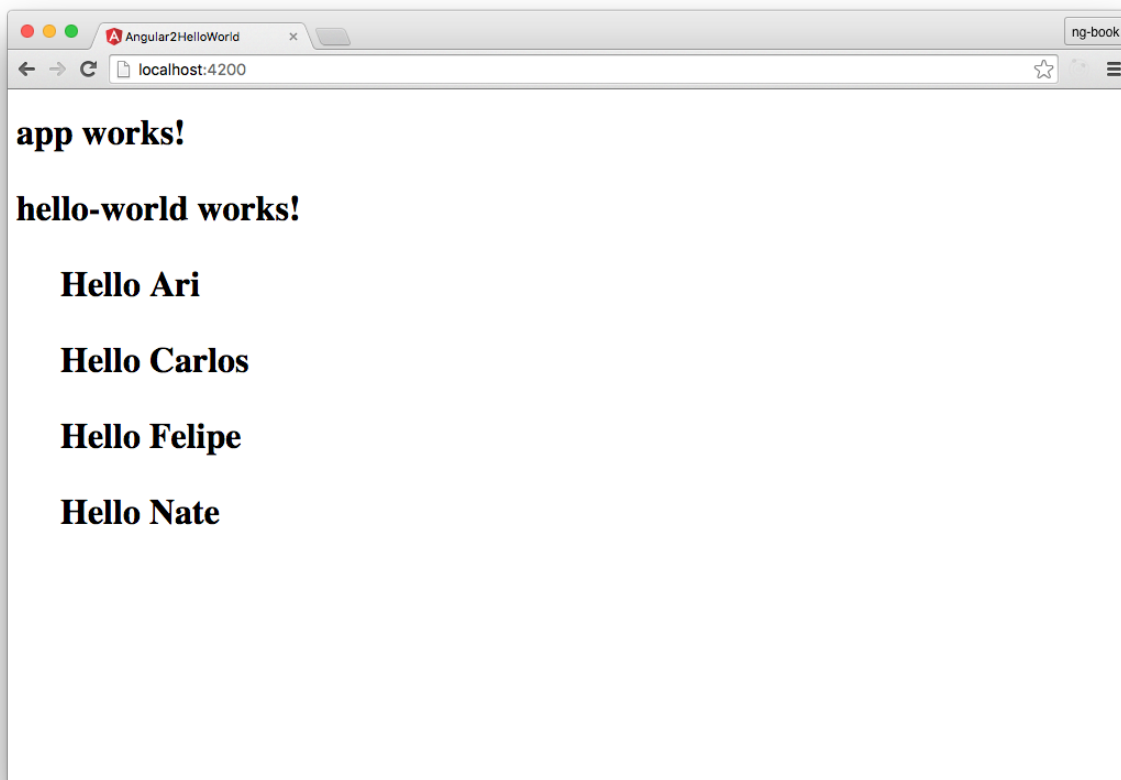 Angular2HelloWorld
ng-book
localhost:4200
app works!
hello-world works!
Hello Ari
Hello Carlos
Hello Felipe
Hello Nate